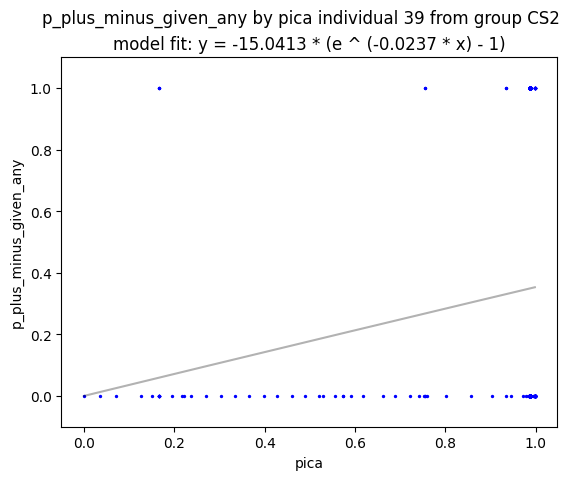 p_plus_minus_given_any by pica individual 39 from group CS2
model fit: y = -15.0413 * (e ^ (-0.0237 * x) - 1)
1.0
0.8
0.6
0.4
0.2
0.0
p_plus_minus_given_any
0.0 0.2 0.4 0.6 0.8 1.0
pica